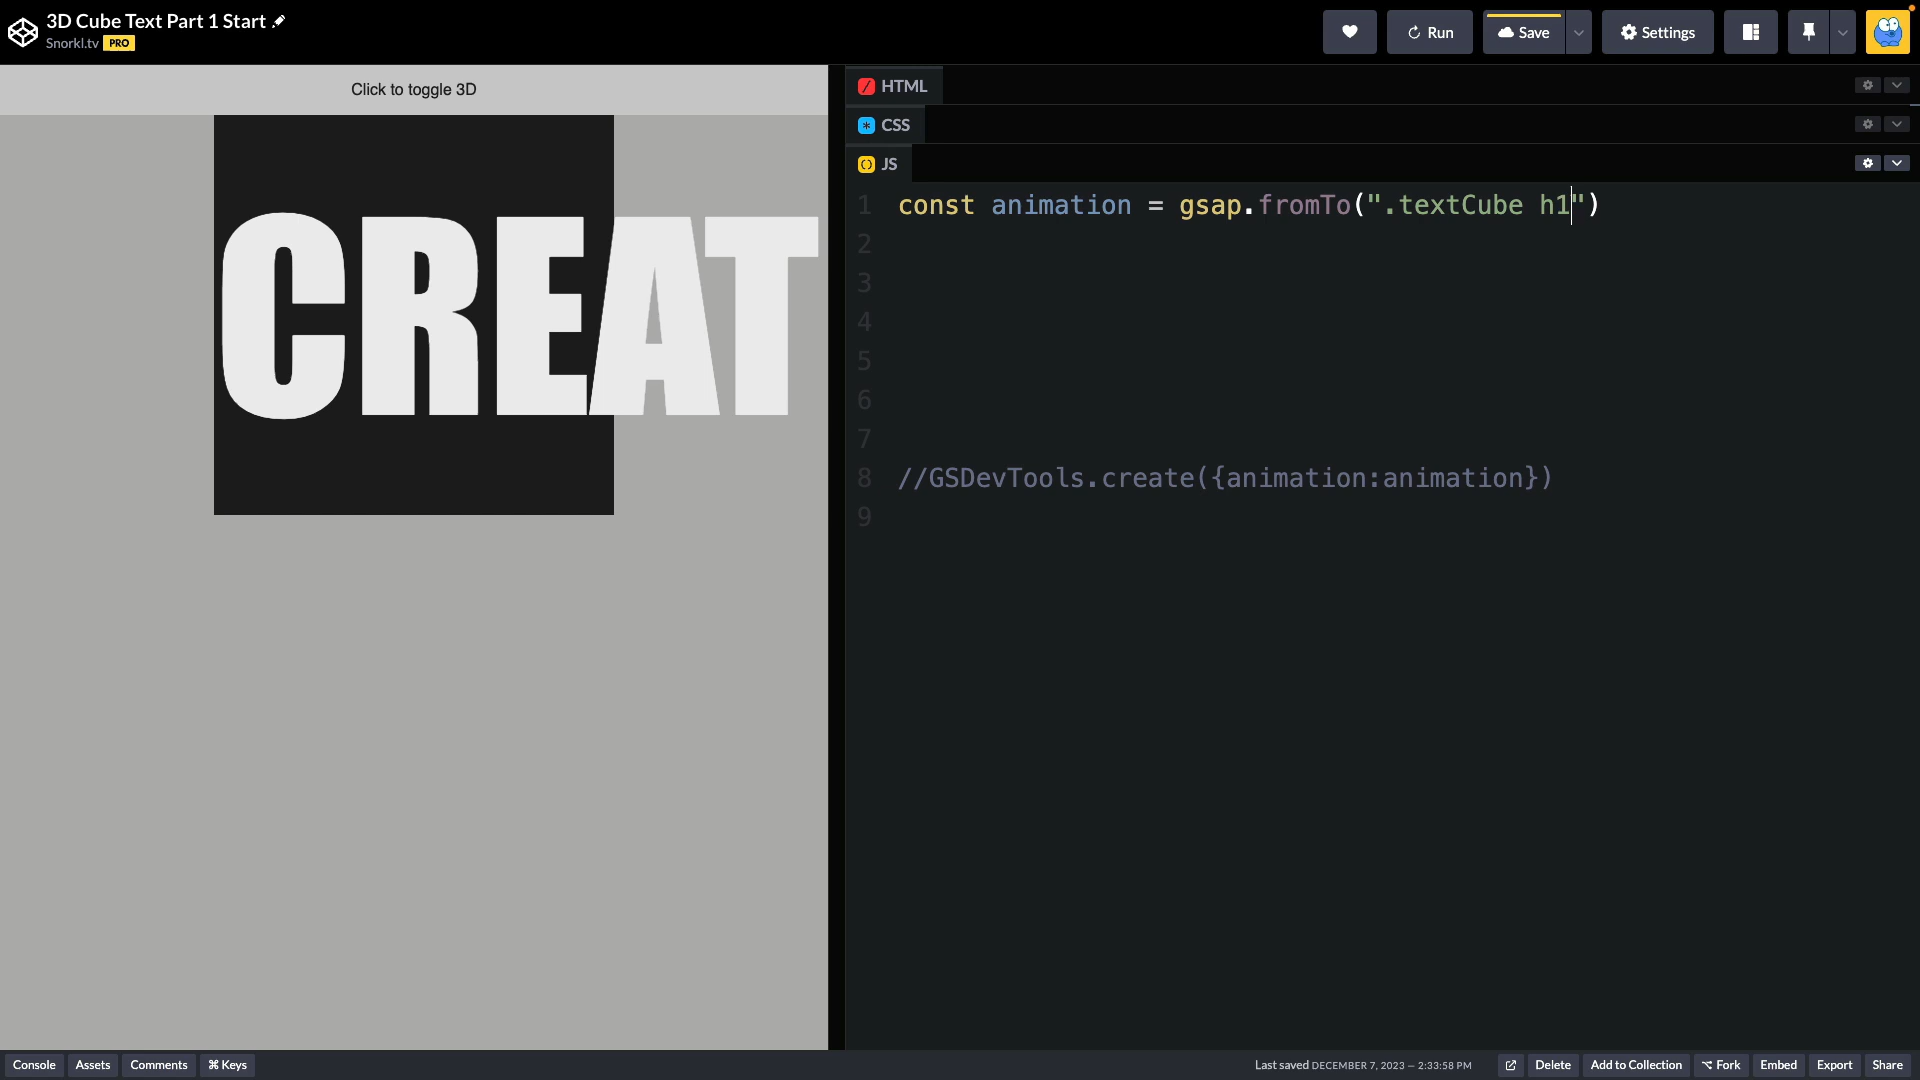 3D Cube Text Part 1 Start
Snorkl.tv PRO
Run
Save
Settings
Click to toggle 3D
CREAT
HTML
CSS
JS
1 const animation = gsap.fromTo(".textCube h1")
2
3
4
5
6
7
8 //GSDevTools.create({animation:animation})
9
Console Assets Comments ⌘ Keys
Last saved DECEMBER 7, 2023 — 2:33:58 PM
Delete Add to Collection Fork Embed Export Share